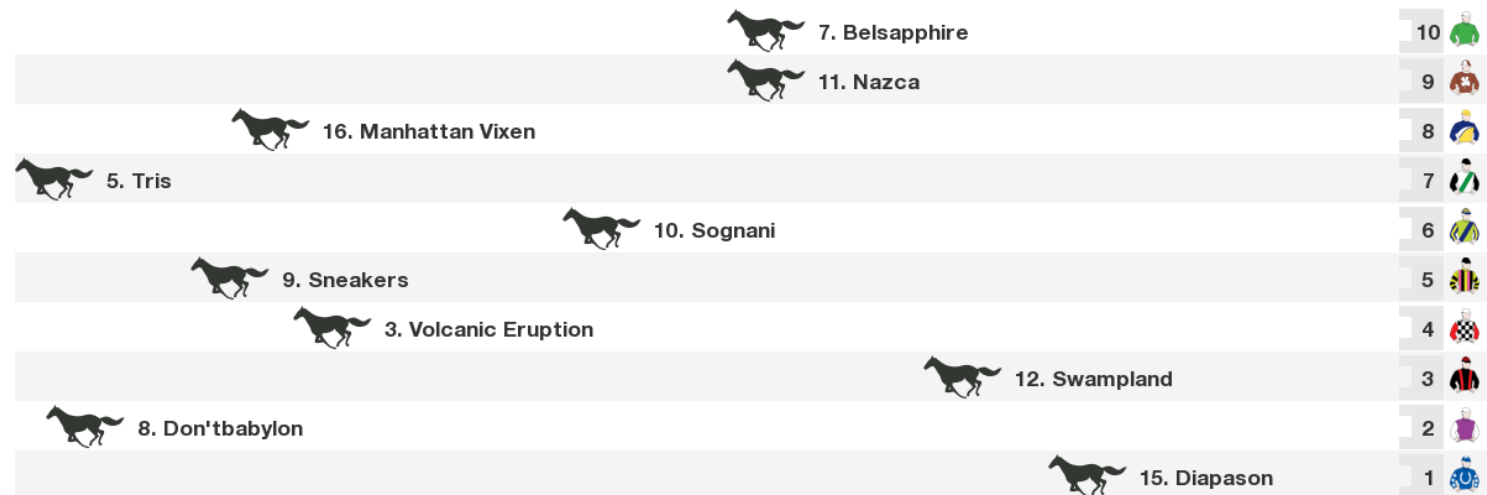 7. Belsapphire 10
11. Nazca 9
16. Manhattan Vixen 8
5. Tris 7
10. Sognani 6
9. Sneakers 5
3. Volcanic Eruption 4
12. Swampland 3
8. Don'tbabylon 2
15. Diapason 1